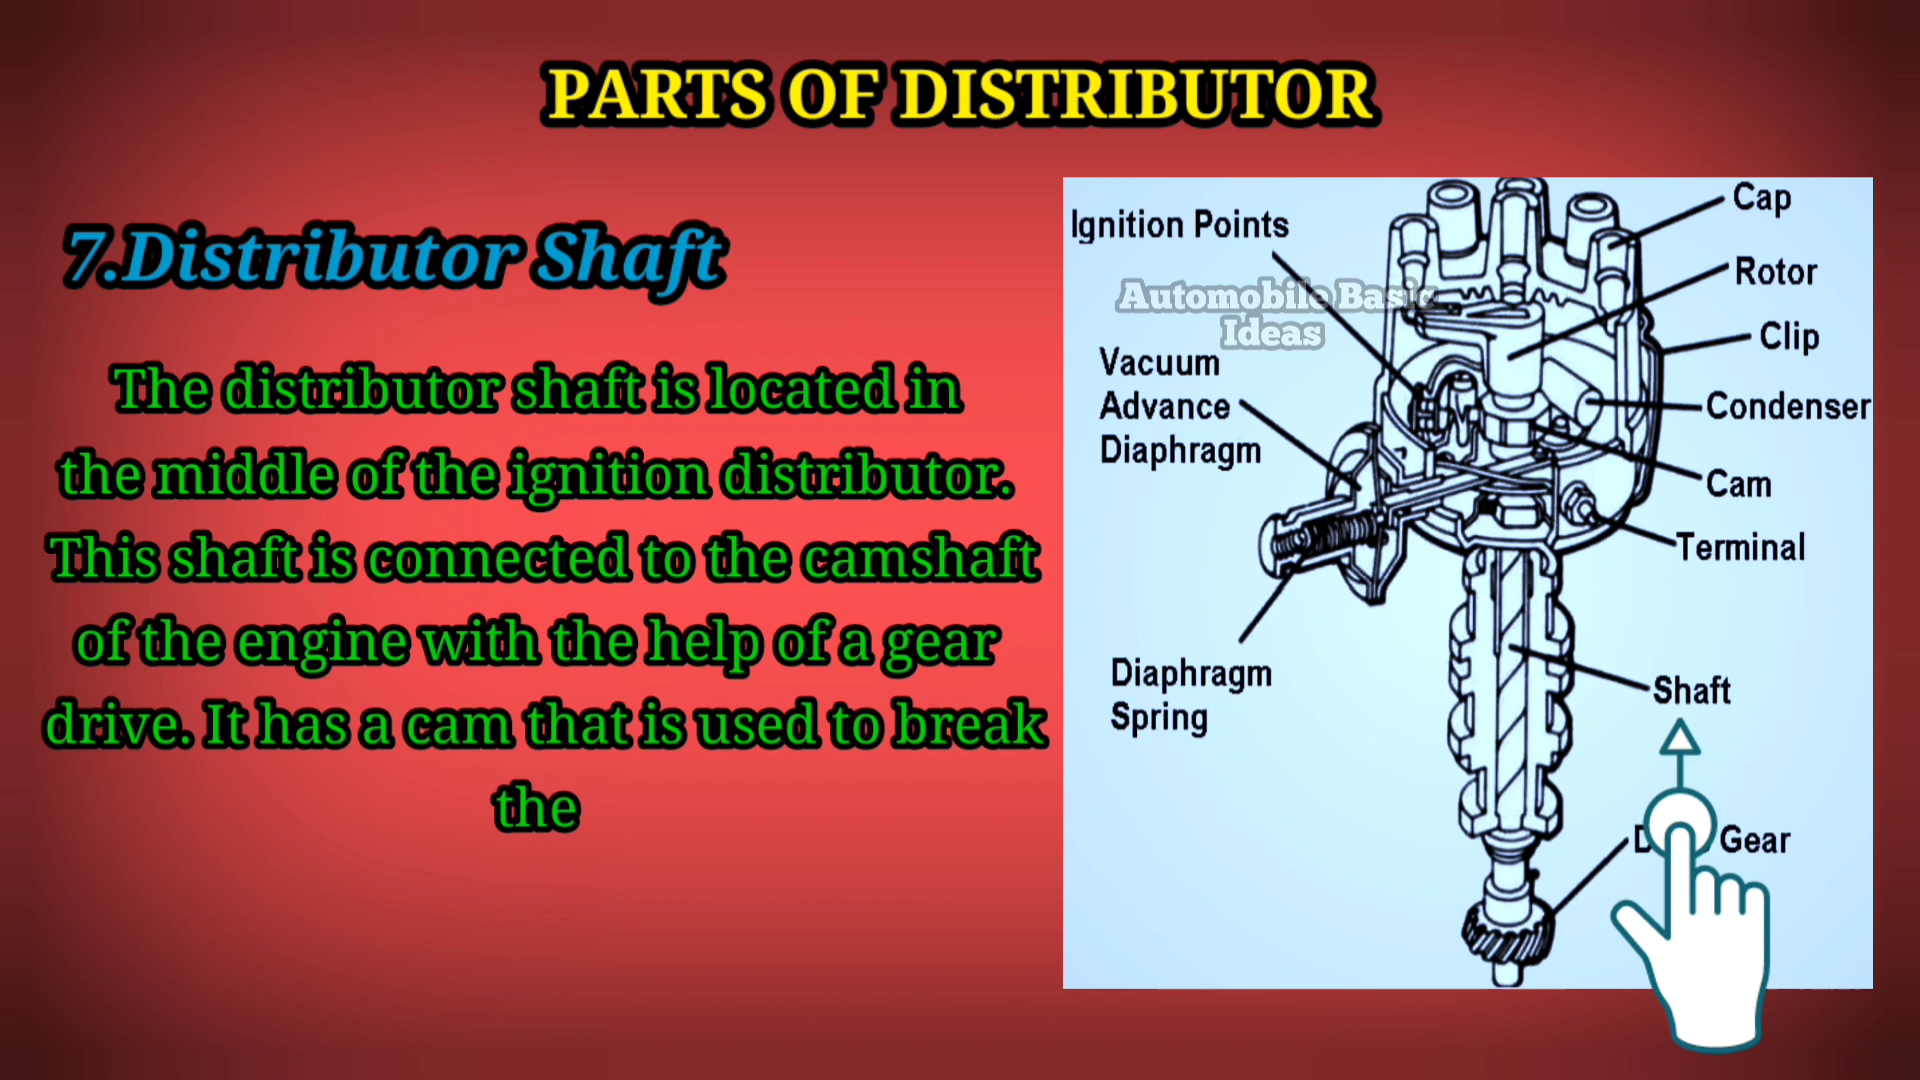 PARTS OF DISTRIBUTOR
7.Distributor Shaft
The distributor shaft is located in
the middle of the ignition distributor.
This shaft is connected to the camshaft
of the engine with the help of a gear
drive. It has a cam that is used to break
the
Cap
Ignition Points
Rotor
Automobile Basic
Ideas
Clip
Vacuum
Advance
Diaphragm
Condenser
Cam
Terminal
Diaphragm
Spring
Shaft
Gear